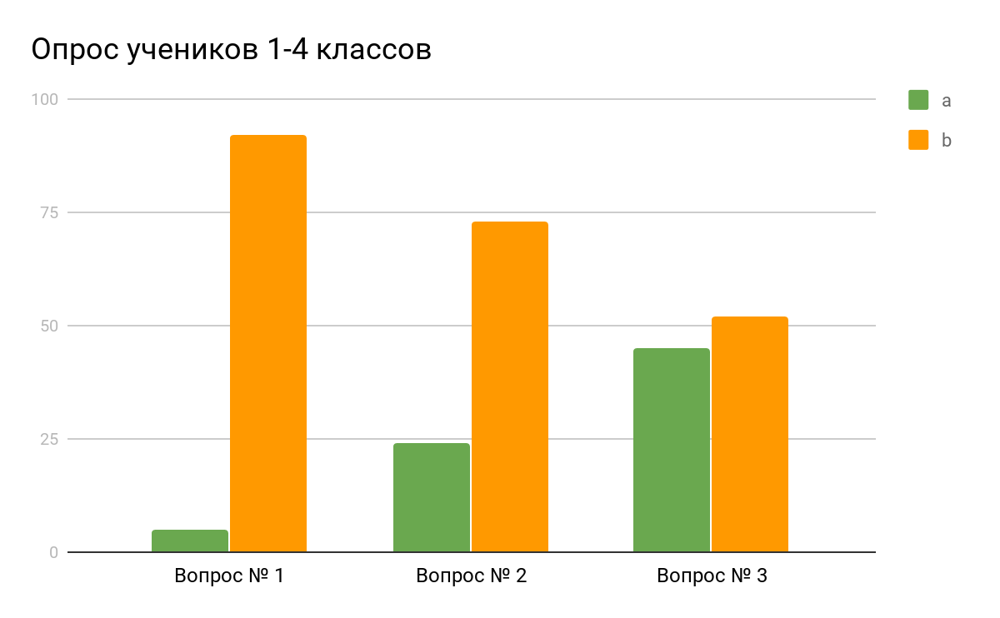 Опрос учеников 1-4 классов
100
75
50
25
0
a
b
Вопрос № 1
Вопрос № 2
Вопрос № 3